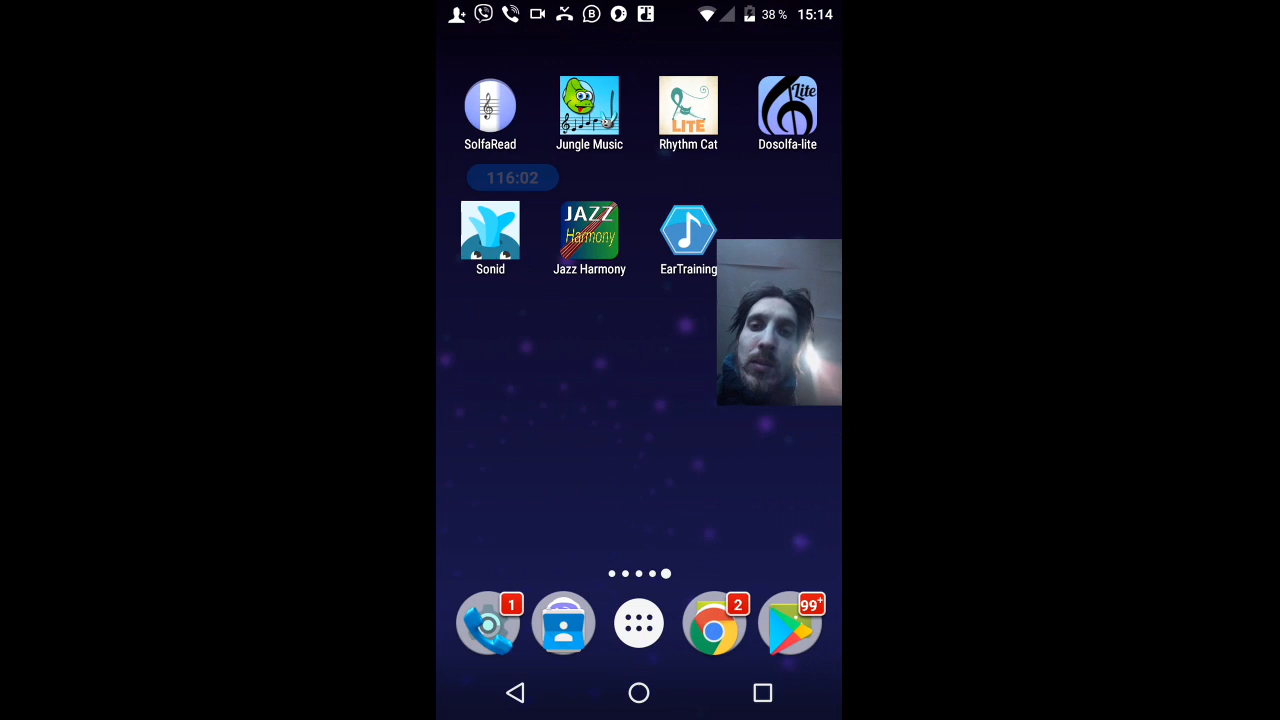 38 % 15:14
Lite
LITE
SolfaRead Jungle Music Rhythm Cat Dosolfa-lite
116:02
JAZZ
Harmony
Sonid Jazz Harmony EarTraining
1 2 99+